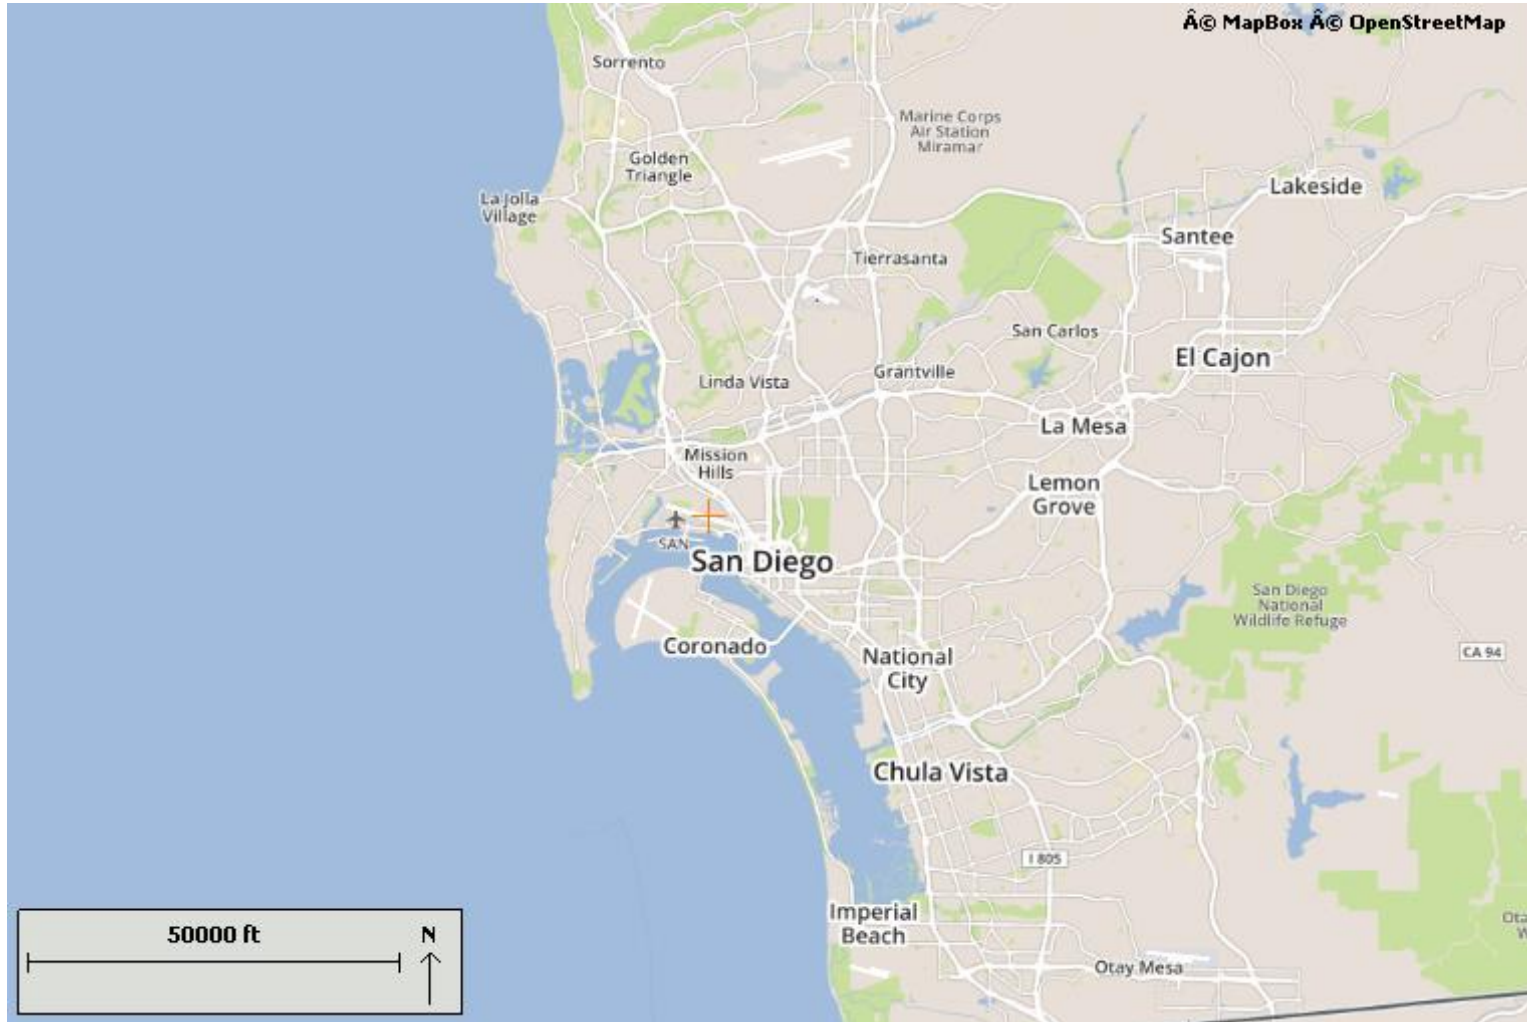 Â© MapBox Â© OpenStreetMap
Sorrento
Marine Corps
Air Station
Miramar
Golden
Triangle
Lakeside
La Jolla
Village
Santee
Tierrasanta
San Carlos
El Cajon
Grantville
Linda Vista
La Mesa
Mission
Hills
Lemon
Grove
SAN
San Diego
San Diego
National
Wildlife Refuge
Coronado
National
City
CA 94
Chula Vista
I 805
Imperial
Beach
Ota
W
Otay Mesa
50000 ft
N